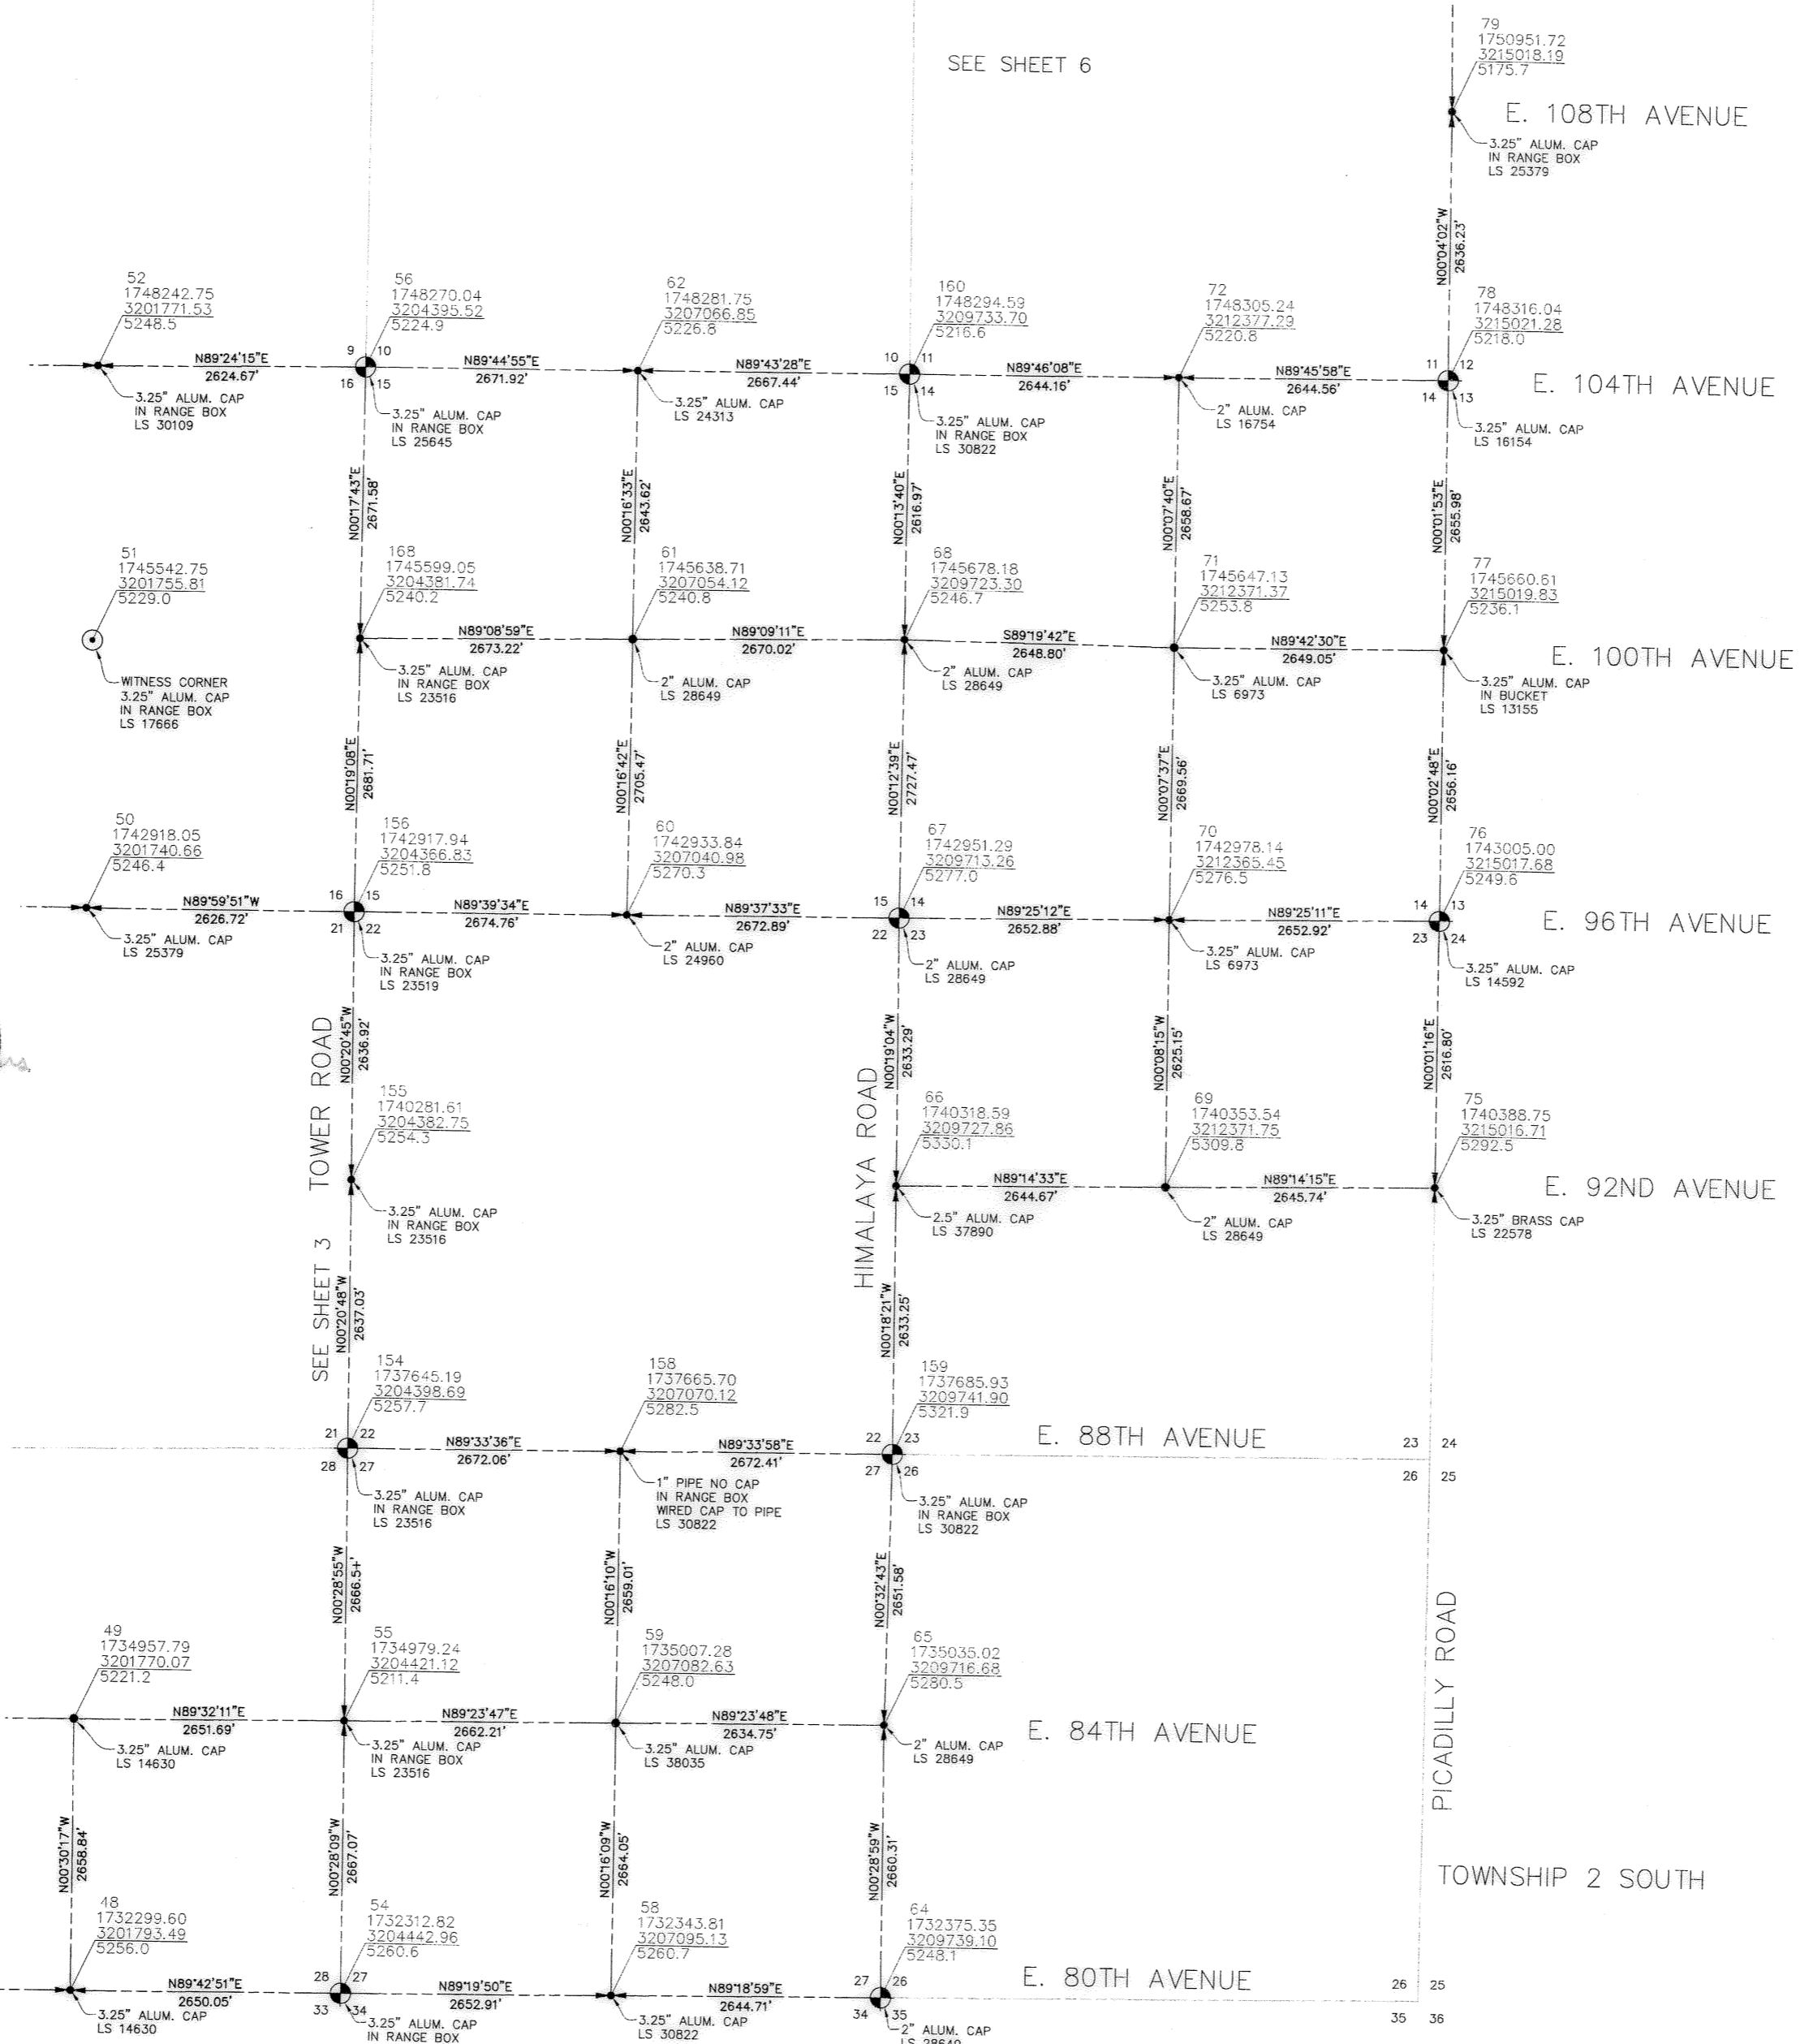 SEE SHEET 6
79
1750951.72
3215018.19
5175.7
E. 108TH AVENUE
3.25" ALUM. CAP
IN RANGE BOX
LS 25379
N00°04'02"W
2636.23'
52
1748242.75
3201771.53
5248.5
56
1748270.04
3204395.52
5224.9
62
1748281.75
3207066.85
5226.8
160
1748294.59
3209733.70
5216.6
72
1748305.24
3212377.29
5220.8
78
1748316.04
3215021.28
5218.0
N89°24'15"E
2624.67'
9 10
16 15
N89°44'55"E
2671.92'
N89°43'28"E
2667.44'
10 11
15 14
N89°46'08"E
2644.16'
N89°45'58"E
2644.56'
11 12
14 13
E. 104TH AVENUE
3.25" ALUM. CAP
IN RANGE BOX
LS 30109
3.25" ALUM. CAP
IN RANGE BOX
LS 25645
3.25" ALUM. CAP
LS 24313
3.25" ALUM. CAP
IN RANGE BOX
LS 30822
2" ALUM. CAP
LS 16754
3.25" ALUM. CAP
LS 16154
N00°17'43"E
2671.58'
N00°16'33"E
2643.62'
N00°13'40"E
2616.97'
N00°07'40"E
2658.67'
N00°01'53"E
2655.98'
51
1745542.75
3201755.81
5229.0
168
1745599.05
3204381.74
5240.2
61
1745638.71
3207054.12
5240.8
68
1745678.18
3209723.30
5246.7
71
1745647.13
3212371.37
5253.8
77
1745660.61
3215019.83
5236.1
N89°08'59"E
2673.22'
N89°09'11"E
2670.02'
S89°19'42"E
2648.80'
N89°42'30"E
2649.05'
E. 100TH AVENUE
WITNESS CORNER
3.25" ALUM. CAP
IN RANGE BOX
LS 17666
3.25" ALUM. CAP
IN RANGE BOX
LS 23516
2" ALUM. CAP
LS 28649
2" ALUM. CAP
LS 28649
3.25" ALUM. CAP
LS 6973
3.25" ALUM. CAP
IN BUCKET
LS 13155
N00°19'08"E
2681.71'
N00°16'42"E
2705.47'
N00°12'39"E
2727.47'
N00°07'37"E
2669.56'
N00°02'48"E
2656.16'
50
1742918.05
3201740.66
5246.4
156
1742917.94
3204366.83
5251.8
60
1742933.84
3207040.98
5270.3
67
1742951.29
3209713.26
5277.0
70
1742978.14
3212365.45
5276.5
76
1743005.00
3215017.68
5249.6
N89°59'51"W
2626.72'
16 15
21 22
N89°39'34"E
2674.76'
N89°37'33"E
2672.89'
15 14
22 23
N89°25'12"E
2652.88'
N89°25'11"E
2652.92'
14 13
23 24
E. 96TH AVENUE
3.25" ALUM. CAP
LS 25379
3.25" ALUM. CAP
IN RANGE BOX
LS 23519
2" ALUM. CAP
LS 24960
2" ALUM. CAP
LS 28649
3.25" ALUM. CAP
LS 6973
3.25" ALUM. CAP
LS 14592
TOWER ROAD
N00°20'45"W
2636.92'
HIMALAYA ROAD
N00°19'04"W
2633.29'
N00°08'15"W
2625.15'
N00°01'16"E
2616.80'
155
1740281.61
3204382.75
5254.3
66
1740318.59
3209727.86
5330.1
69
1740353.54
3212371.75
5309.8
75
1740388.75
3215016.71
5292.5
N89°14'33"E
2644.67'
N89°14'15"E
2645.74'
E. 92ND AVENUE
3.25" ALUM. CAP
IN RANGE BOX
LS 23516
2.5" ALUM. CAP
LS 37890
2" ALUM. CAP
LS 28649
3.25" BRASS CAP
LS 22578
SEE SHEET 3
N00°20'48"W
2637.03'
N00°18'21"W
2633.25'
154
1737645.19
3204398.69
5257.7
158
1737665.70
3207070.12
5282.5
159
1737685.93
3209741.90
5321.9
21 22
28 27
N89°33'36"E
2672.06'
N89°33'58"E
2672.41'
22 23
27 26
E. 88TH AVENUE
23 24
26 25
3.25" ALUM. CAP
IN RANGE BOX
LS 23516
1" PIPE NO CAP
IN RANGE BOX
WIRED CAP TO PIPE
LS 30822
3.25" ALUM. CAP
IN RANGE BOX
LS 30822
N00°28'55"W
N00°16'10"W
2659.01'
N00°32'43"E
2651.58'
PICADILLY ROAD
49
1734957.79
3201770.07
5221.2
55
1734979.24
3204421.12
5211.4
59
1735007.28
3207082.63
5248.0
65
1735035.02
3209716.68
5280.5
N89°32'11"E
2651.69'
N89°23'47"E
2662.21'
N89°23'48"E
2634.75'
E. 84TH AVENUE
3.25" ALUM. CAP
LS 14630
3.25" ALUM. CAP
IN RANGE BOX
LS 23516
3.25" ALUM. CAP
LS 38035
2" ALUM. CAP
LS 28649
N00°30'17"W
2658.84'
N00°28'09"W
2667.07'
N00°16'09"W
2664.05'
N00°28'59"W
2660.31'
TOWNSHIP 2 SOUTH
48
1732299.60
3201793.49
5256.0
54
1732312.82
3204442.96
5260.6
58
1732343.81
3207095.13
5260.7
64
1732375.35
3209739.10
5248.1
N89°42'51"E
2650.05'
28 27
33 34
N89°19'50"E
2652.91'
N89°18'59"E
2644.71'
27 26
34 35
E. 80TH AVENUE
26 25
35 36
3.25" ALUM. CAP
LS 14630
3.25" ALUM. CAP
IN RANGE BOX
3.25" ALUM. CAP
LS 30822
2" ALUM. CAP
LS 28649